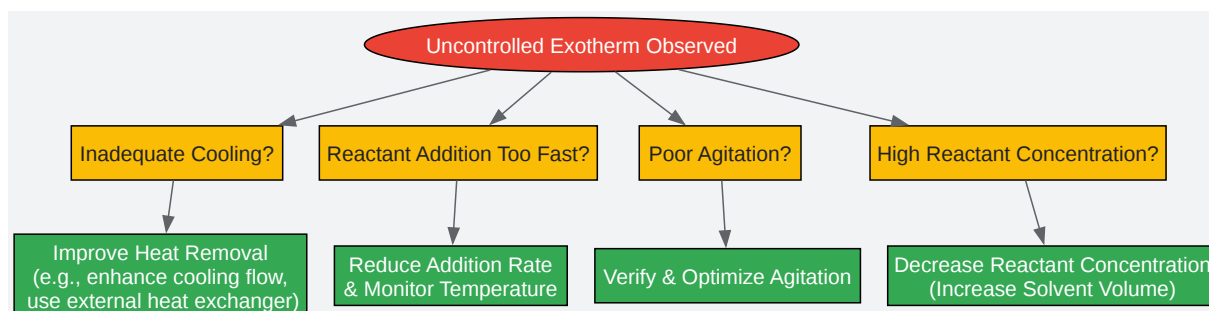 Uncontrolled Exotherm Observed
Inadequate Cooling?
Reactant Addition Too Fast?
Poor Agitation?
High Reactant Concentration?
Improve Heat Removal
(e.g., enhance cooling flow,
use external heat exchanger)
Reduce Addition Rate
& Monitor Temperature
Verify & Optimize Agitation
Decrease Reactant Concentration
(Increase Solvent Volume)